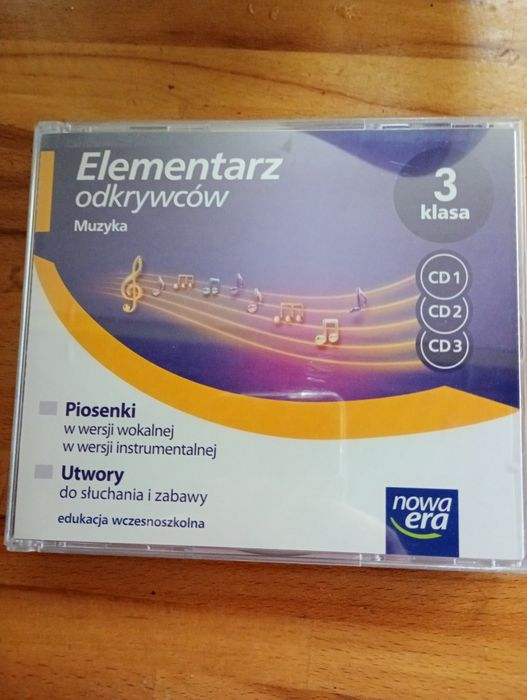 Elementarz
odkrywców
Muzyka
3
klasa
CD 1
CD 2
CD 3
Piosenki
w wersji wokalnej
w wersji instrumentalnej
Utwory
do słuchania i zabawy
edukacja wczesnoszkolna
nowa
era